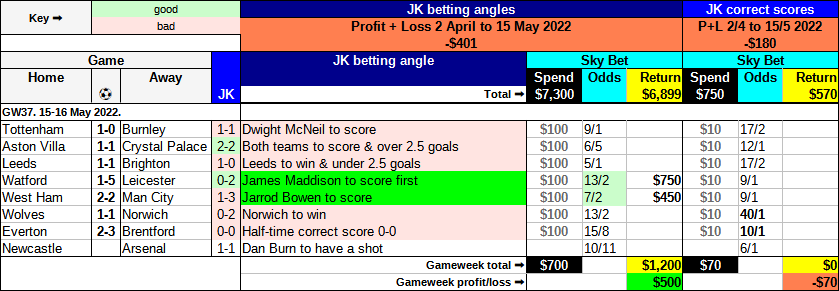 Key ➡ good JK betting angles JK correct scores
bad Profit + Loss 2 April to 15 May 2022 P+L 2/4 to 15/5 2022
-$401 -$180
Game JK betting angle Sky Bet Sky Bet
Home ⚽ Away JK Spend Odds Return Spend Odds Return
Total ➡ $7,300 $6,899 $750 $570
GW37. 15-16 May 2022.
Tottenham 1-0 Burnley 1-1 Dwight McNeil to score $100 9/1 $10 17/2
Aston Villa 1-1 Crystal Palace 2-2 Both teams to score & over 2.5 goals $100 6/5 $10 12/1
Leeds 1-1 Brighton 1-0 Leeds to win & under 2.5 goals $100 5/1 $10 17/2
Watford 1-5 Leicester 0-2 James Maddison to score first $100 13/2 $750 $10 9/1
West Ham 2-2 Man City 1-3 Jarrod Bowen to score $100 7/2 $450 $10 9/1
Wolves 1-1 Norwich 0-2 Norwich to win $100 13/2 $10 40/1
Everton 2-3 Brentford 0-0 Half-time correct score 0-0 $100 15/8 $10 10/1
Newcastle Arsenal 1-1 Dan Burn to have a shot 10/11 6/1
Gameweek total ➡ $700 $1,200 $70 $0
Gameweek profit/loss ➡ $500 -$70